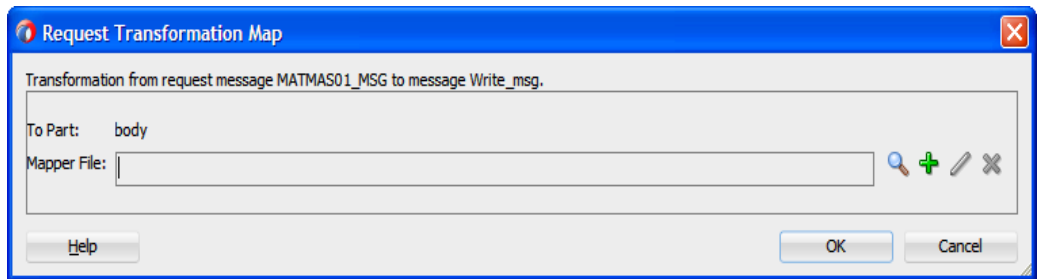 Request Transformation Map
Transformation from request message MATMAS01_MSG to message Write_msg.
To Part: body
Mapper File:
Help OK Cancel